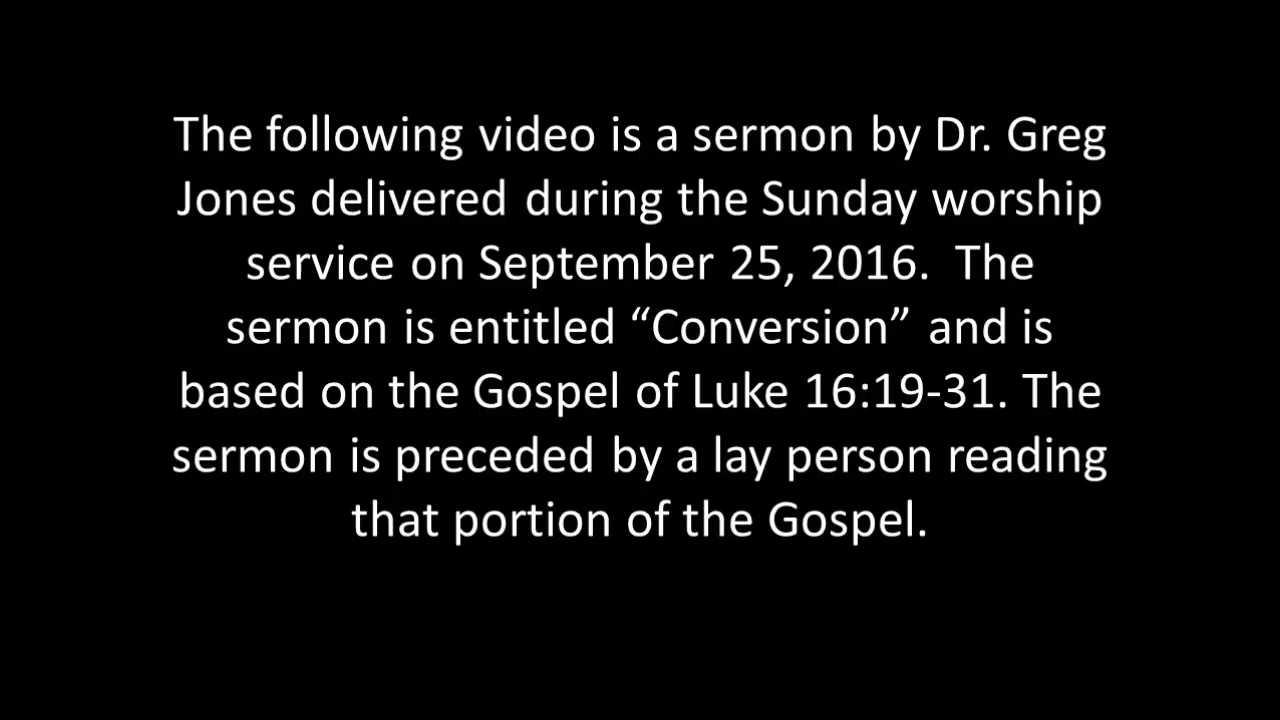 The following video is a sermon by Dr. Greg
Jones delivered during the Sunday worship
service on September 25, 2016.  The
sermon is entitled “Conversion” and is
based on the Gospel of Luke 16:19-31. The
sermon is preceded by a lay person reading
that portion of the Gospel.